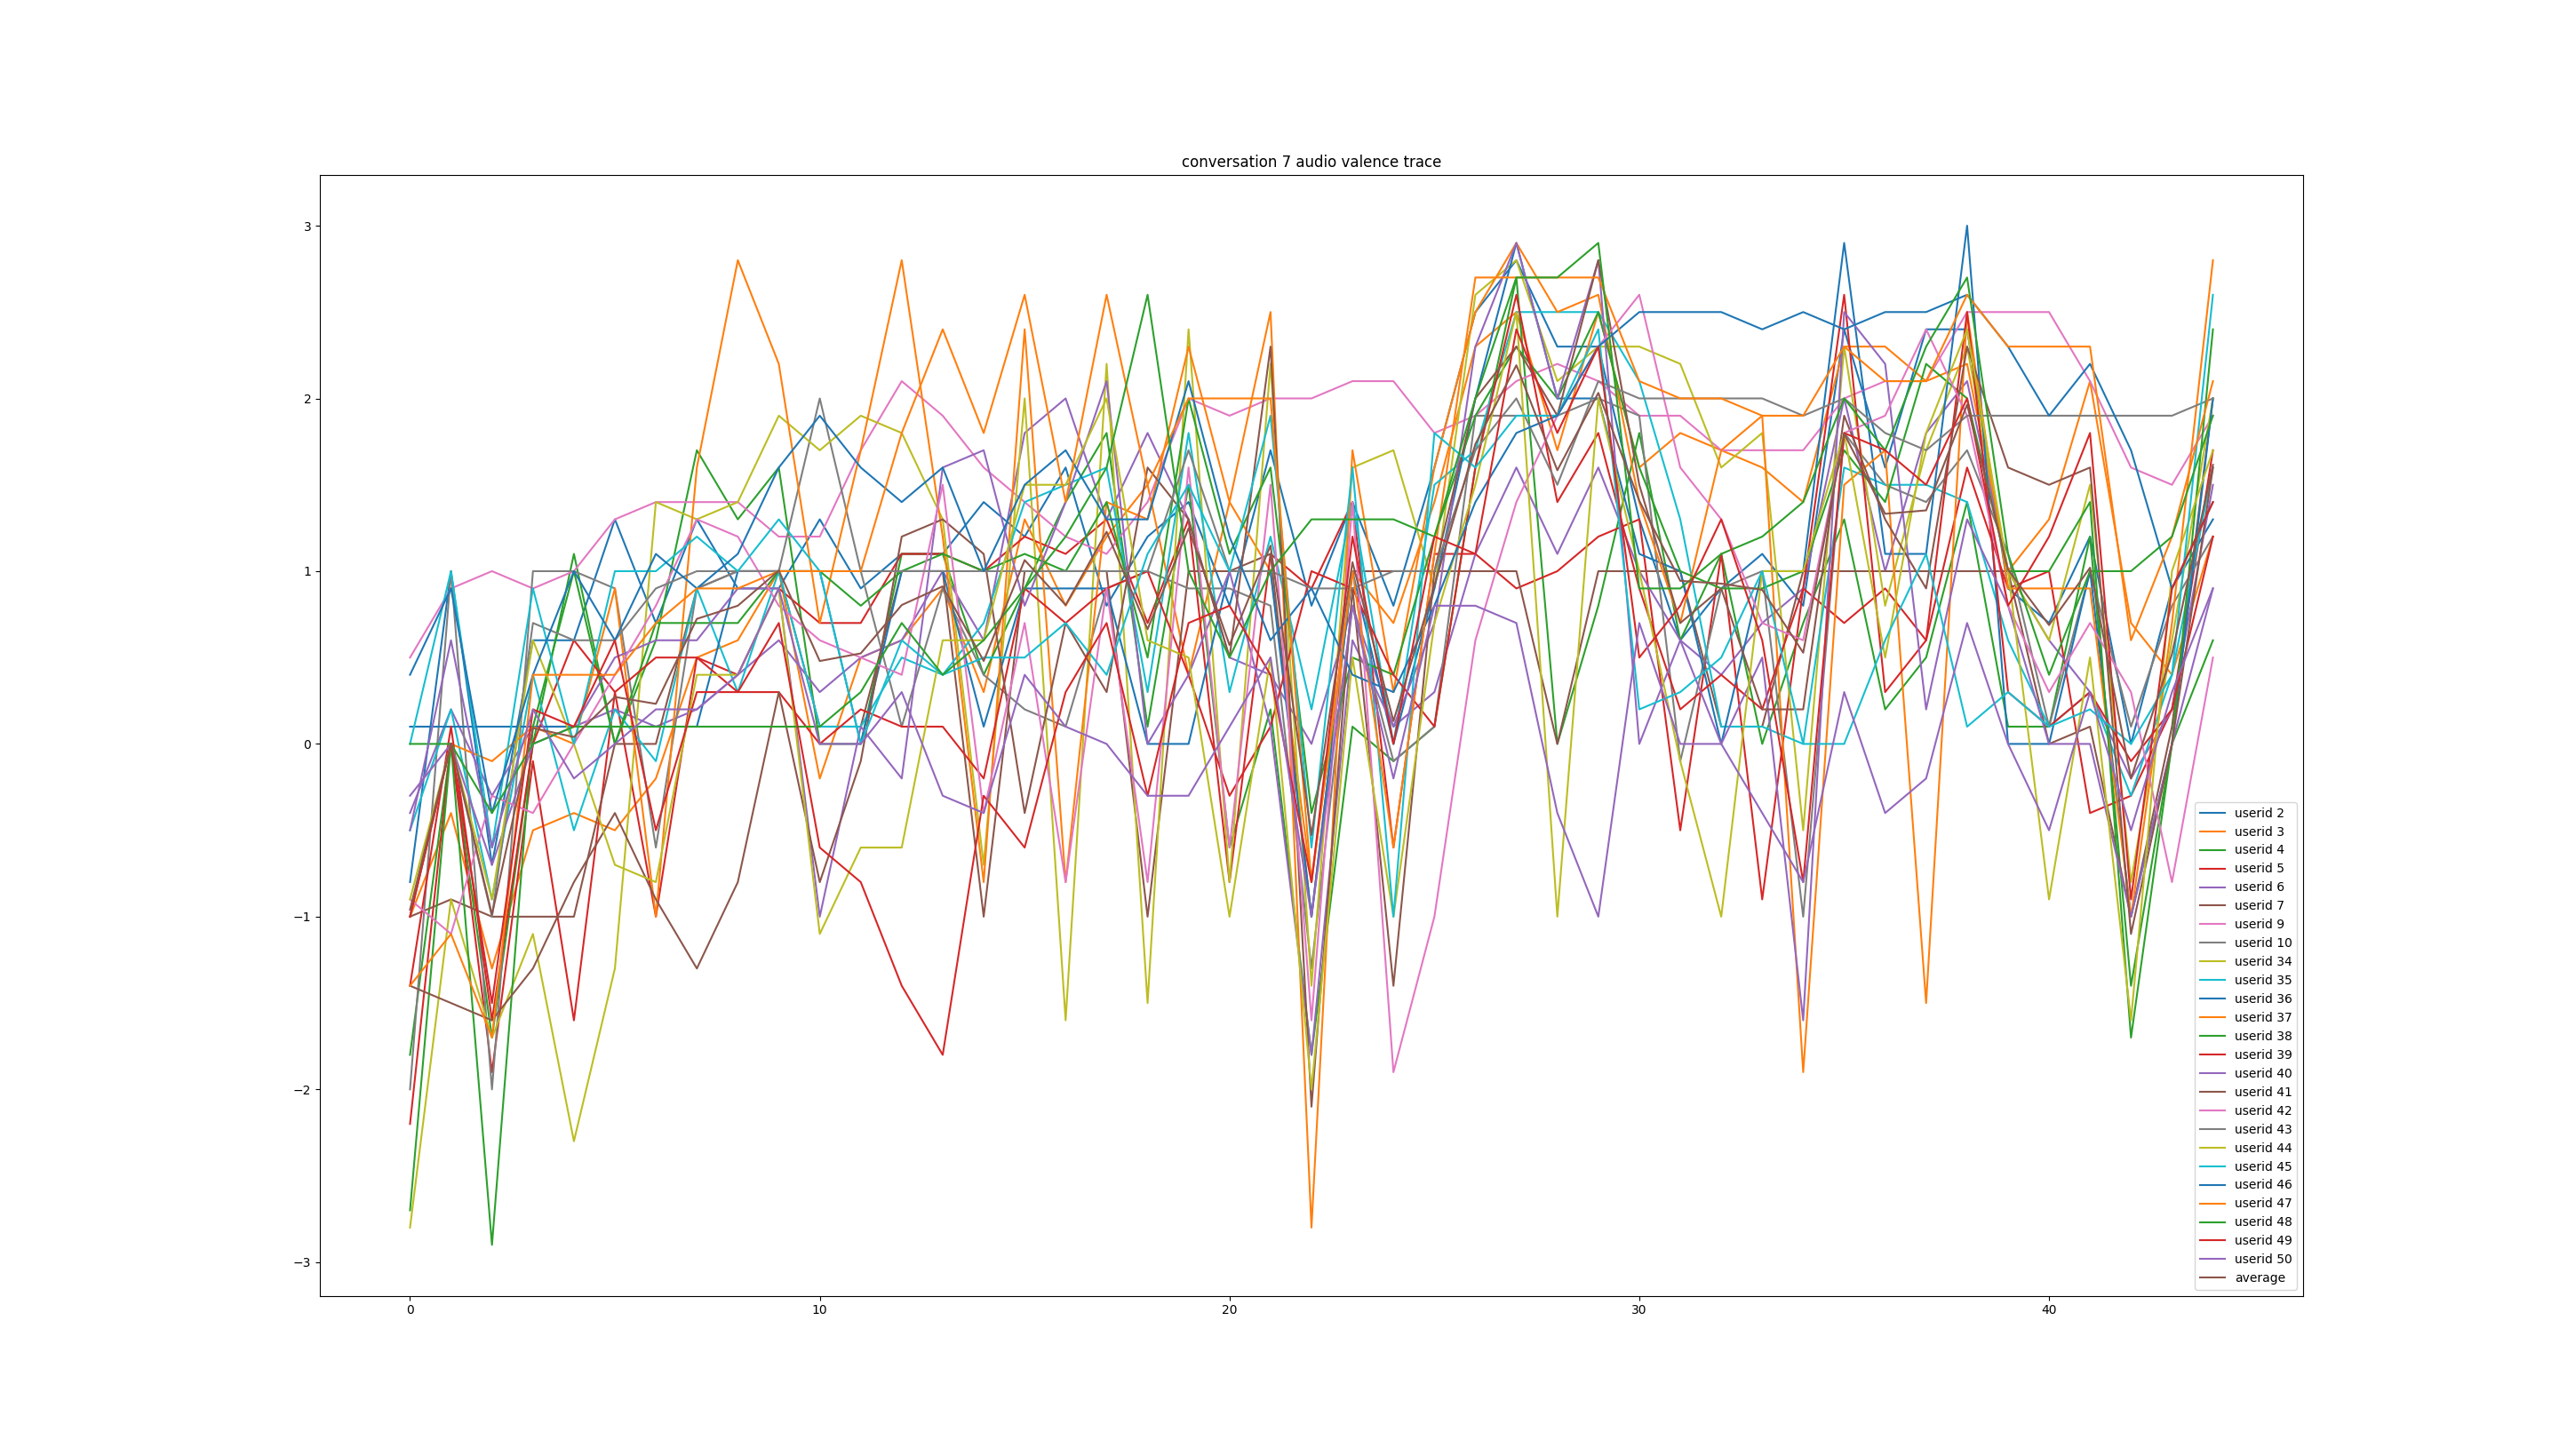 conversation 7 audio valence trace
3
2
1
0
−1
−2
−3
0 10 20 30 40
userid 2
userid 3
userid 4
userid 5
userid 6
userid 7
userid 9
userid 10
userid 34
userid 35
userid 36
userid 37
userid 38
userid 39
userid 40
userid 41
userid 42
userid 43
userid 44
userid 45
userid 46
userid 47
userid 48
userid 49
userid 50
average